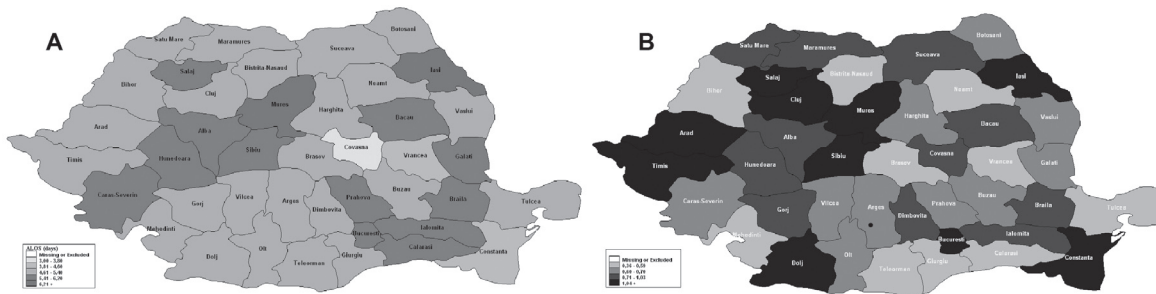 A
Satu Mare
Maramures
Suceava
Botosani
Salaj
Bistrita Nasaud
Iasi
Bihor
Cluj
Mures
Neamt
Harghita
Bacau
Vaslui
Arad
Alba
Timis
Hunedoara
Sibiu
Brasov
Covasna
Vrancea
Galati
Caras-Severin
Gorj
Vilcea
Arges
Prahova
Buzau
Braila
Tulcea
Dimbovita
Mehedinti
Bucuresti
Ialomita
Calarasi
Dolj
Olt
Teleorman
Giurgiu
Constanta
ALOS (days)
Missing or Excluded
B
Satu Mare
Maramures
Suceava
Botosani
Salaj
Bistrita Nasaud
Iasi
Bihor
Cluj
Mures
Neamt
Harghita
Bacau
Vaslui
Arad
Alba
Timis
Hunedoara
Sibiu
Brasov
Covasna
Vrancea
Galati
Caras-Severin
Gorj
Vilcea
Arges
Prahova
Buzau
Braila
Tulcea
Dimbovita
Mehedinti
Bucuresti
Ialomita
Calarasi
Dolj
Olt
Teleorman
Giurgiu
Constanta
Missing or Excluded